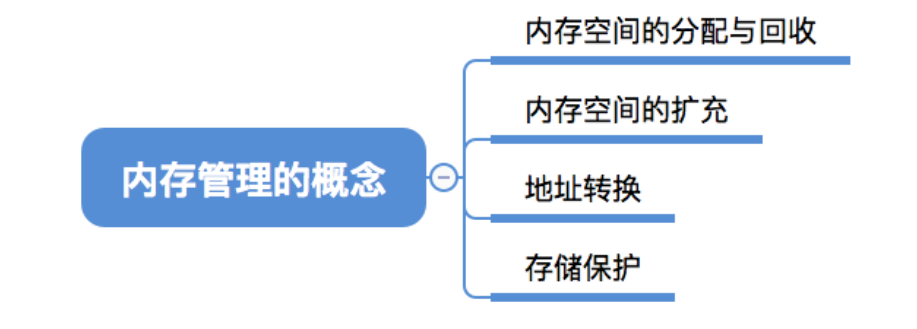 内存空间的分配与回收
内存空间的扩充
内存管理的概念
地址转换
存储保护